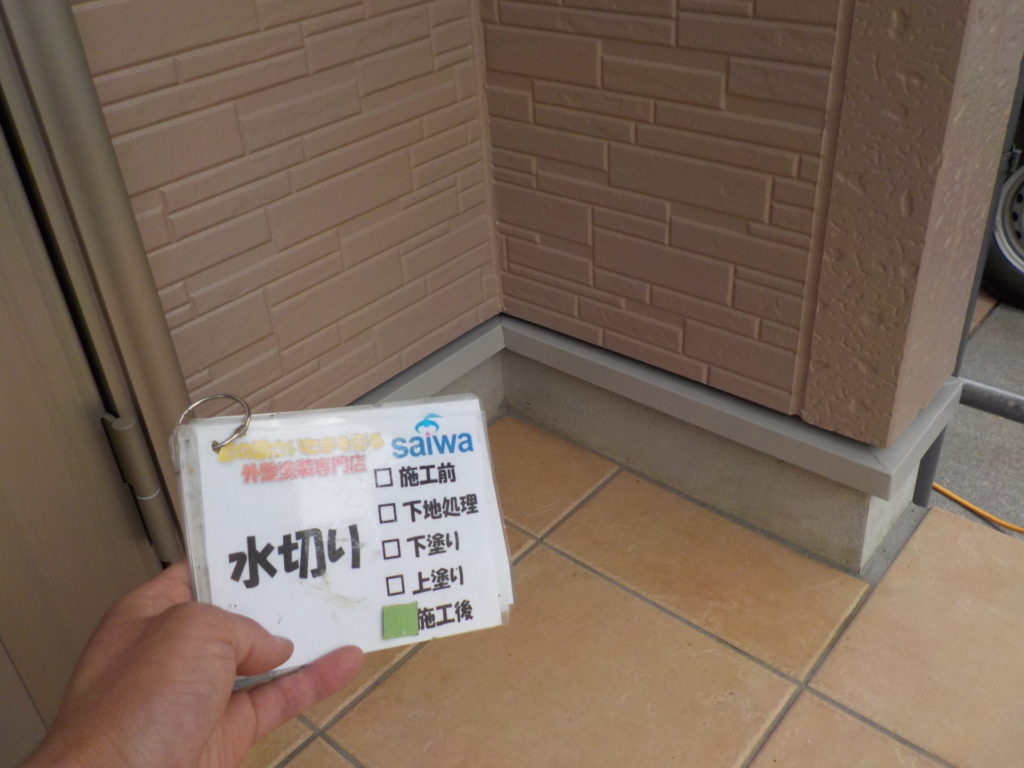 saiwa
外壁塗装専門店
水切り
□ 施工前
□ 下地処理
□ 下塗り
□ 上塗り
施工後